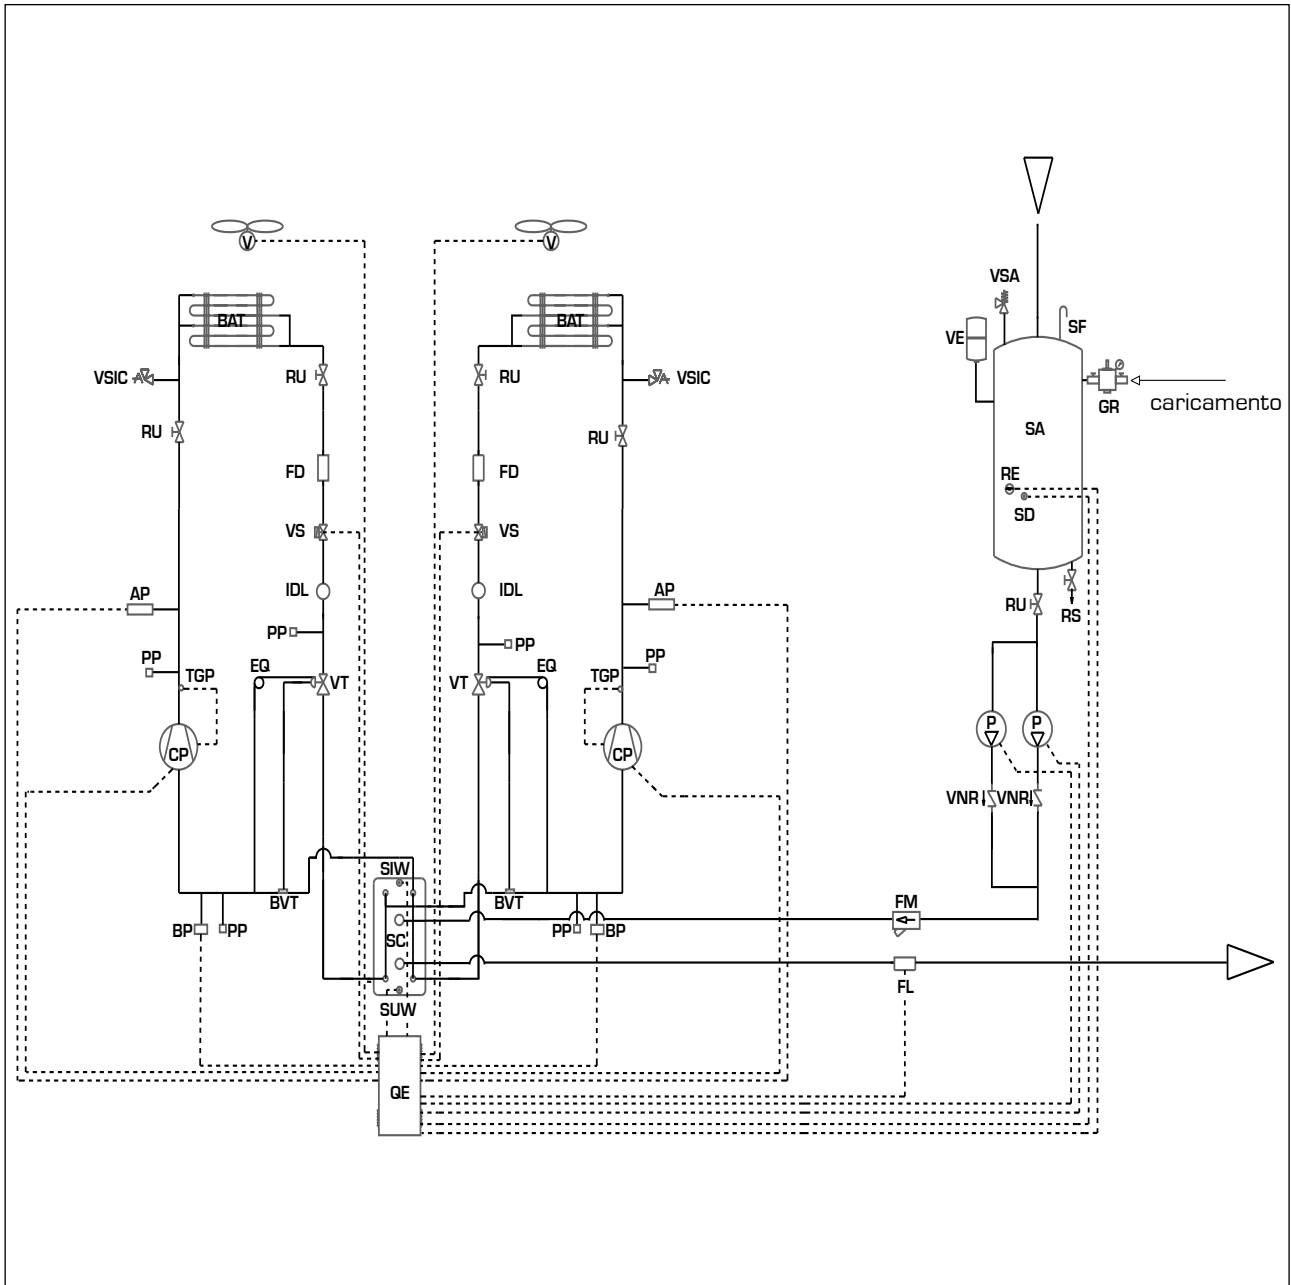 V V
VSA
BAT BAT VE SF
VSIC RU RU VSIC
GR caricamento
RU RU SA
FD FD RE
SD
VS VS
AP IDL IDL AP
RU RS
PP PP PP PP
TGP EQ VT VT EQ TGP
P P
CP CP
VNR VNR
SIW
BVT BVT FM
BP PP SC PP BP
FL
SUW
QE